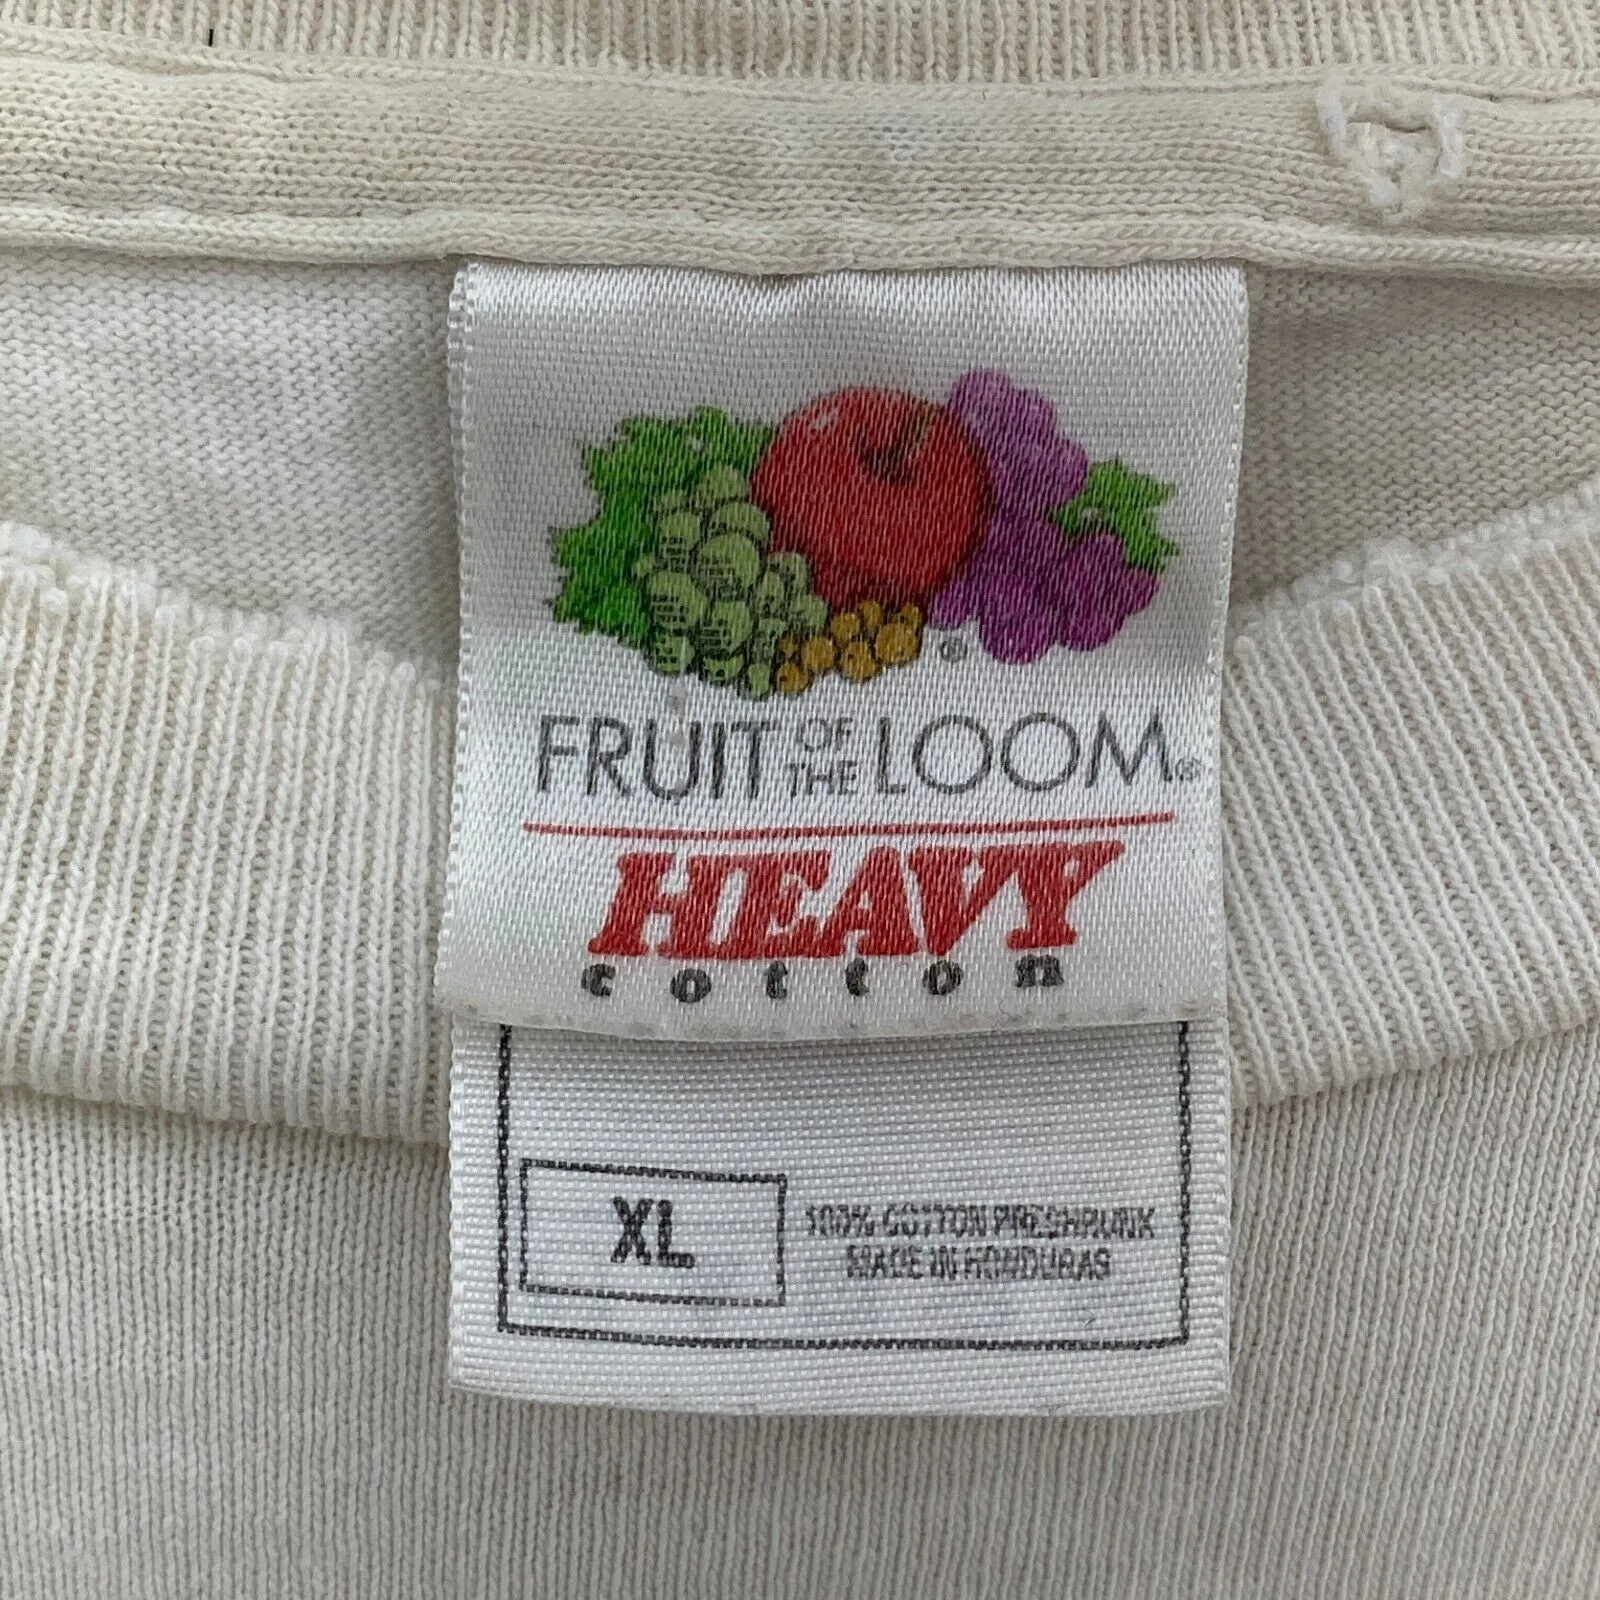 FRUIT OF THE LOOM®
HEAVY
cotton
XL
100% COTTON PRESHRUNK
MADE IN HONDURAS